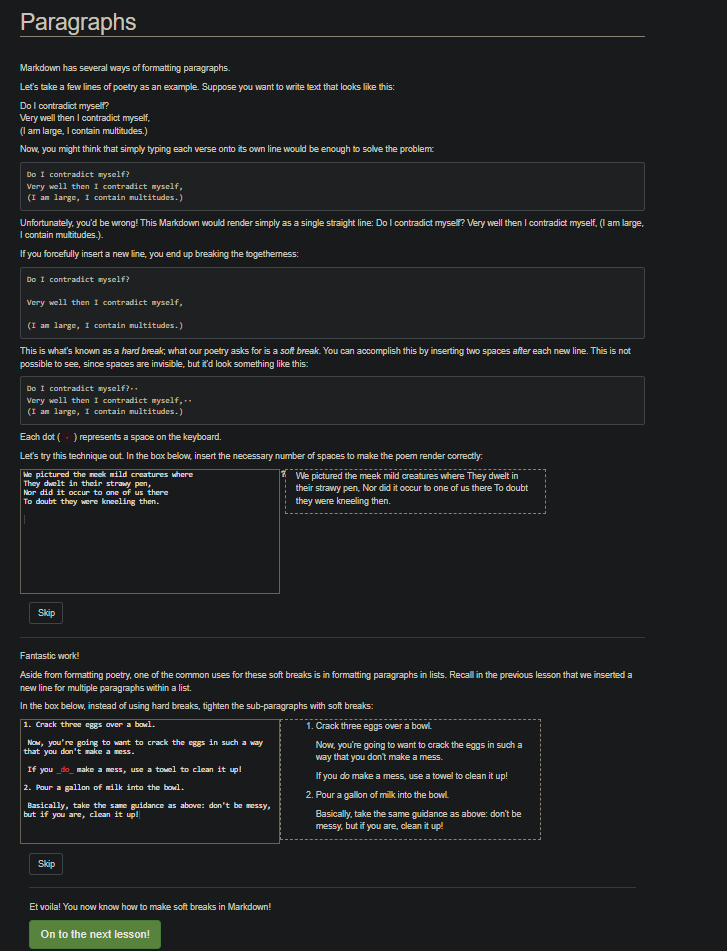 Paragraphs
Markdown has several ways of formatting paragraphs.
Let's take a few lines of poetry as an example. Suppose you want to write text that looks like this:
Do I contradict myself?
Very well then I contradict myself,
(I am large, I contain multitudes.)
Now, you might think that simply typing each verse onto its own line would be enough to solve the problem:
Do I contradict myself?
Very well then I contradict myself,
(I am large, I contain multitudes.)
Unfortunately, you'd be wrong! This Markdown would render simply as a single straight line: Do I contradict myself? Very well then I contradict myself, (I am large,
I contain multitudes.).
If you forcefully insert a new line, you end up breaking the togetherness:
Do I contradict myself?
Very well then I contradict myself,
(I am large, I contain multitudes.)
This is what's known as a hard break; what our poetry asks for is a soft break. You can accomplish this by inserting two spaces after each new line. This is not
possible to see, since spaces are invisible, but it'd look something like this:
Do I contradict myself?··
Very well then I contradict myself,··
(I am large, I contain multitudes.)
Each dot ( · ) represents a space on the keyboard.
Let's try this technique out. In the box below, insert the necessary number of spaces to make the poem render correctly:
We pictured the meek mild creatures where
They dwelt in their strawy pen,
Nor did it occur to one of us there
To doubt they were kneeling then.
?
We pictured the meek mild creatures where They dwelt in
their strawy pen, Nor did it occur to one of us there To doubt
they were kneeling then.
Skip
Fantastic work!
Aside from formatting poetry, one of the common uses for these soft breaks is in formatting paragraphs in lists. Recall in the previous lesson that we inserted a
new line for multiple paragraphs within a list.
In the box below, instead of using hard breaks, tighten the sub-paragraphs with soft breaks:
1. Crack three eggs over a bowl.
Now, you're going to want to crack the eggs in such a way
that you don't make a mess.
If you _do_ make a mess, use a towel to clean it up!
2. Pour a gallon of milk into the bowl.
Basically, take the same guidance as above: don't be messy,
but if you are, clean it up!
1. Crack three eggs over a bowl.
Now, you're going to want to crack the eggs in such a
way that you don't make a mess.
If you do make a mess, use a towel to clean it up!
2. Pour a gallon of milk into the bowl.
Basically, take the same guidance as above: don't be
messy, but if you are, clean it up!
Skip
Et voila! You now know how to make soft breaks in Markdown!
On to the next lesson!